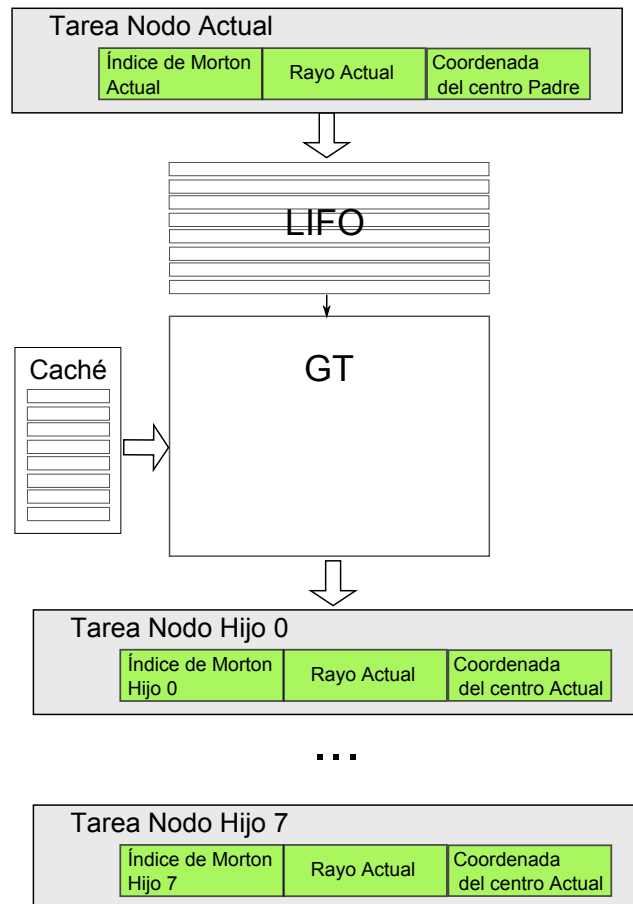 Tarea Nodo Actual
Índice de Morton Actual
Rayo Actual
Coordenada del centro Padre
LIFO
GT
Caché
Tarea Nodo Hijo 0
Índice de Morton Hijo 0
Rayo Actual
Coordenada del centro Actual
...
Tarea Nodo Hijo 7
Índice de Morton Hijo 7
Rayo Actual
Coordenada del centro Actual